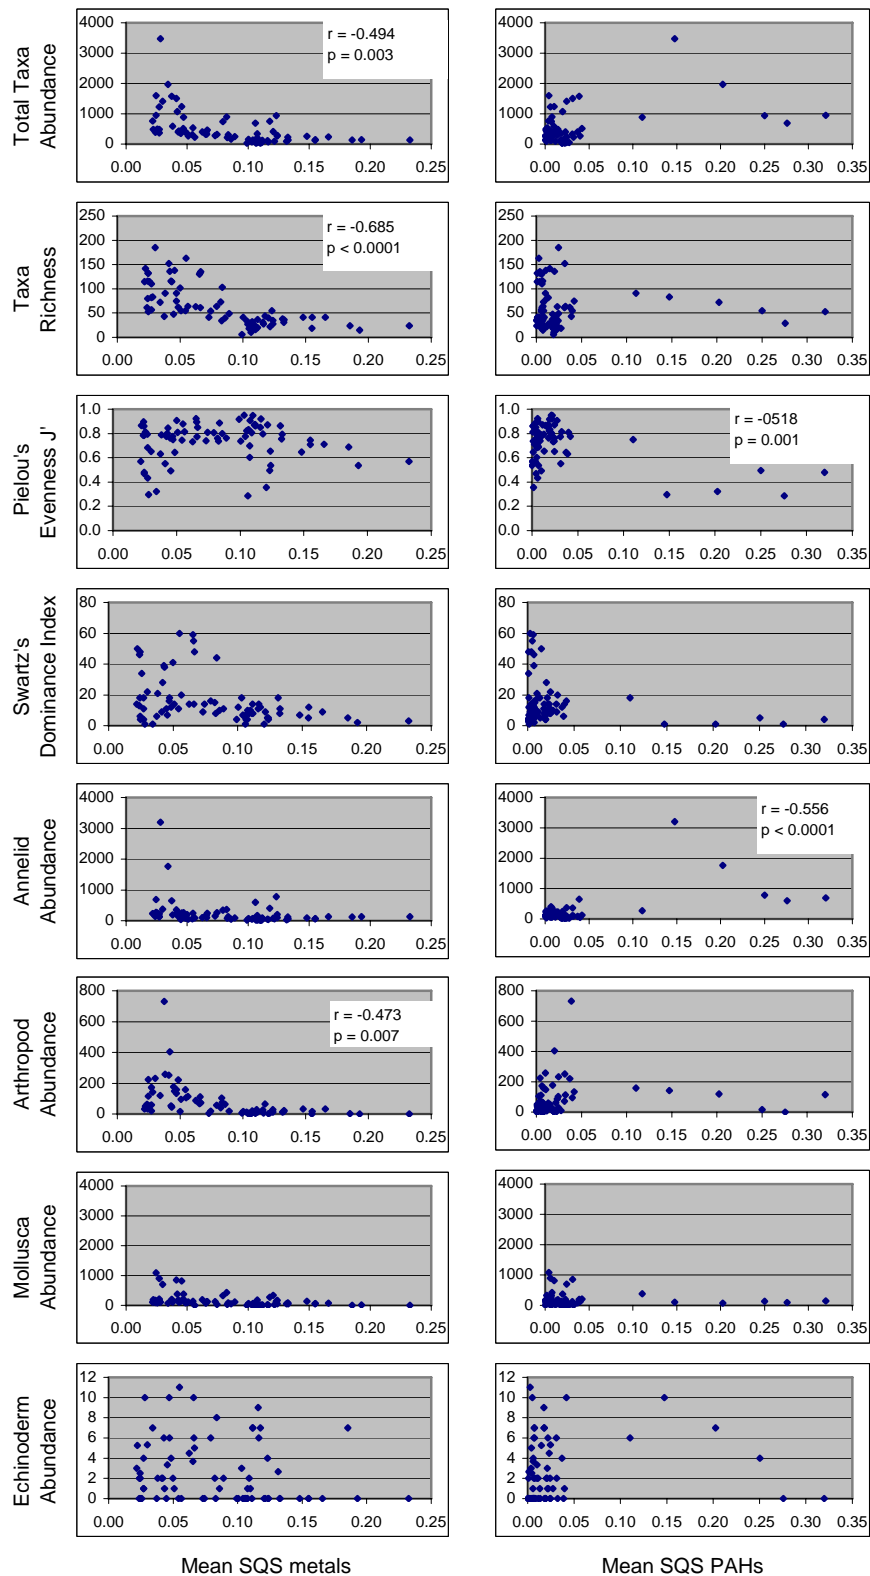 Total Taxa
Abundance
4000
3000
2000
1000
0
0.00 0.05 0.10 0.15 0.20 0.25
r = -0.494
p = 0.003
4000
3000
2000
1000
0
0.00 0.05 0.10 0.15 0.20 0.25 0.30 0.35
Taxa
Richness
250
200
150
100
50
0
0.00 0.05 0.10 0.15 0.20 0.25
r = -0.685
p < 0.0001
250
200
150
100
50
0
0.00 0.05 0.10 0.15 0.20 0.25 0.30 0.35
Pielou's
Evenness J'
1.0
0.8
0.6
0.4
0.2
0.0
0.00 0.05 0.10 0.15 0.20 0.25
1.0
0.8
0.6
0.4
0.2
0.0
0.00 0.05 0.10 0.15 0.20 0.25 0.30 0.35
r = -0518
p = 0.001
Swartz's
Dominance Index
80
60
40
20
0
0.00 0.05 0.10 0.15 0.20 0.25
80
60
40
20
0
0.00 0.05 0.10 0.15 0.20 0.25 0.30 0.35
Annelid
Abundance
4000
3000
2000
1000
0
0.00 0.05 0.10 0.15 0.20 0.25
4000
3000
2000
1000
0
0.00 0.05 0.10 0.15 0.20 0.25 0.30 0.35
r = -0.556
p < 0.0001
Arthropod
Abundance
800
600
400
200
0
0.00 0.05 0.10 0.15 0.20 0.25
r = -0.473
p = 0.007
800
600
400
200
0
0.00 0.05 0.10 0.15 0.20 0.25 0.30 0.35
Mollusca
Abundance
4000
3000
2000
1000
0
0.00 0.05 0.10 0.15 0.20 0.25
4000
3000
2000
1000
0
0.00 0.05 0.10 0.15 0.20 0.25 0.30 0.35
Echinoderm
Abundance
12
10
8
6
4
2
0
0.00 0.05 0.10 0.15 0.20 0.25
12
10
8
6
4
2
0
0.00 0.05 0.10 0.15 0.20 0.25 0.30 0.35
Mean SQS metals
Mean SQS PAHs